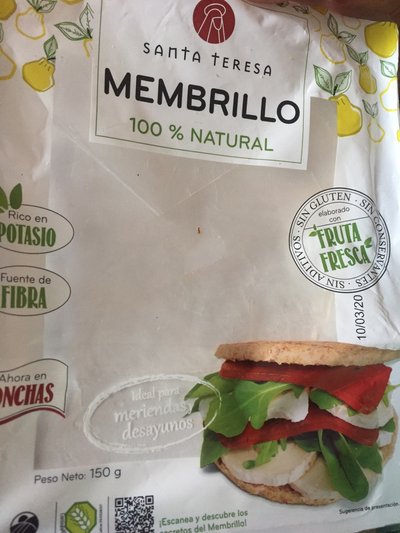 SANTA TERESA
MEMBRILLO
100 % NATURAL
Rico en
POTASIO
Fuente de
FIBRA
Ahora en
ONCHAS
SIN GLUTEN · SIN CONSERVANTES · SIN ADITIVOS ·
elaborado
con
FRUTA
FRESCA
10/03/20
Ideal para
meriendas
desayunos
Peso Neto: 150 g
¡Escanea y descubre los
secretos del Membrillo!
Sugerencia de presentación.